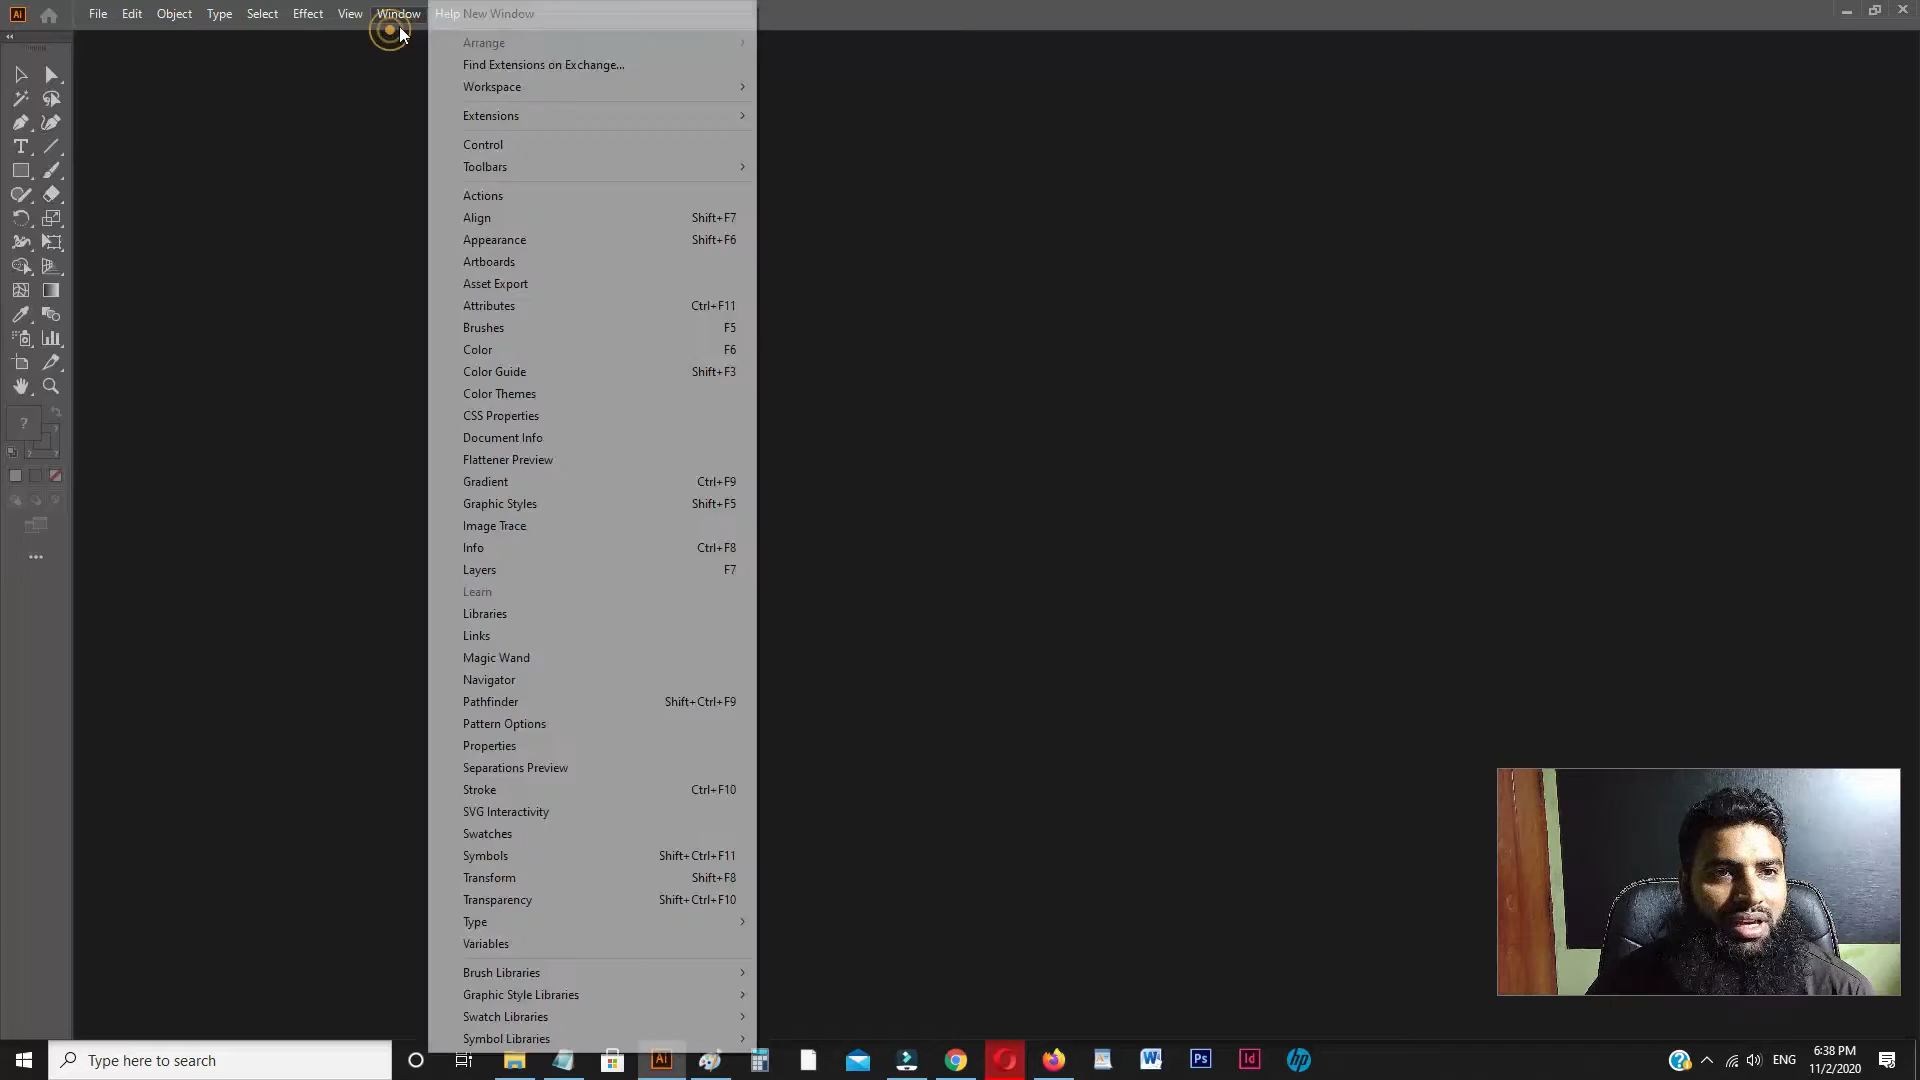 Ai File Edit Object Type Select Effect View Window Help
New Window
Arrange
Find Extensions on Exchange...
Workspace
Extensions
Control
Toolbars
Actions
Align Shift+F7
Appearance Shift+F6
Artboards
Asset Export
Attributes Ctrl+F11
Brushes F5
Color F6
Color Guide Shift+F3
Color Themes
CSS Properties
Document Info
Flattener Preview
Gradient Ctrl+F9
Graphic Styles Shift+F5
Image Trace
Info Ctrl+F8
Layers F7
Learn
Libraries
Links
Magic Wand
Navigator
Pathfinder Shift+Ctrl+F9
Pattern Options
Properties
Separations Preview
Stroke Ctrl+F10
SVG Interactivity
Swatches
Symbols Shift+Ctrl+F11
Transform Shift+F8
Transparency Shift+Ctrl+F10
Type
Variables
Brush Libraries
Graphic Style Libraries
Swatch Libraries
Symbol Libraries
Type here to search
Ai
W
Ps
Id
hp
ENG
6:38 PM
11/2/2020